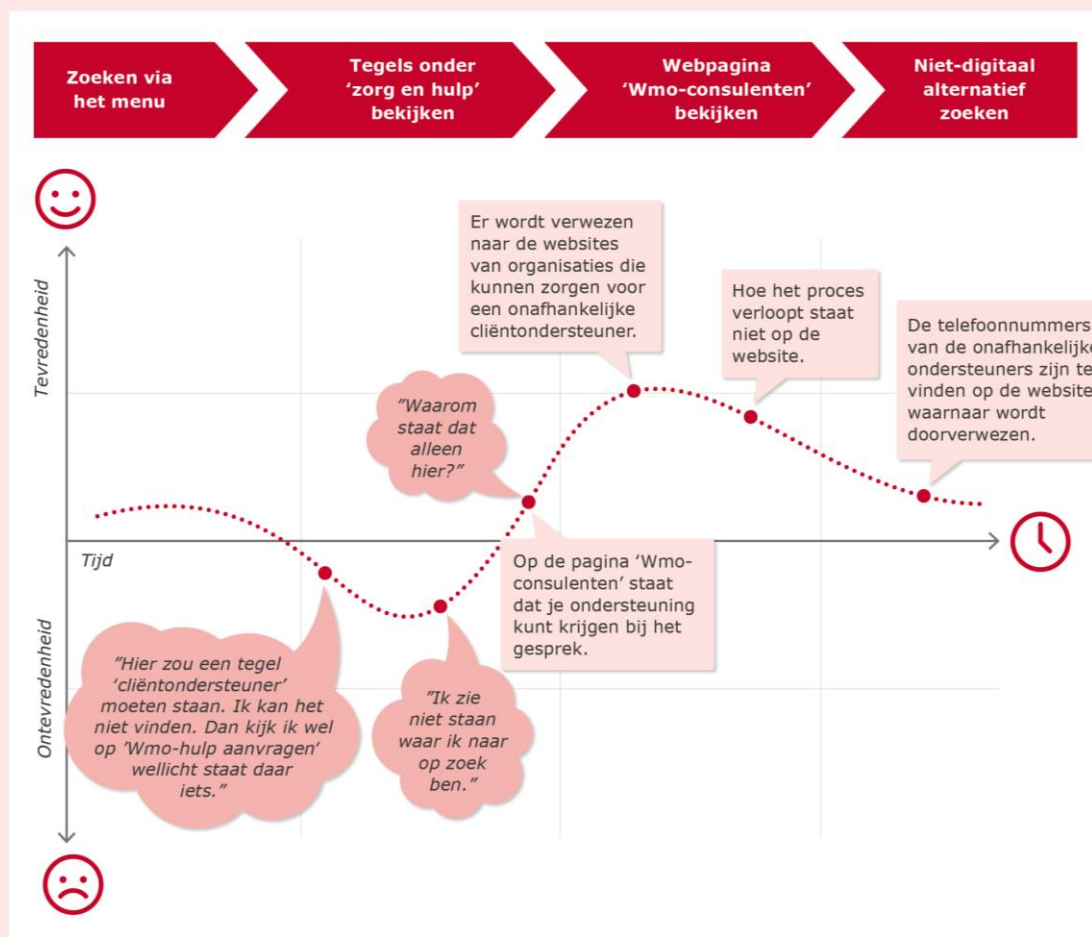 Zoeken via
het menu
Tegels onder
‘zorg en hulp’
bekijken
Webpagina
‘Wmo-consulenten’
bekijken
Niet-digitaal
alternatief
zoeken
Tevredenheid
Er wordt verwezen
naar de websites
van organisaties die
kunnen zorgen voor
een onafhankelijke
cliëntondersteuner.
Hoe het proces
verloopt staat
niet op de
website.
De telefoonnummers
van de onafhankelijke
ondersteuners zijn te
vinden op de website
waarnaar wordt
doorverwezen.
"Waarom
staat dat
alleen
hier?”
Tijd
Op de pagina ‘Wmo-
consulenten’ staat
dat je ondersteuning
kunt krijgen bij het
gesprek.
Ontevredenheid
"Hier zou een tegel
‘cliëntondersteuner’
moeten staan. Ik kan het
niet vinden. Dan kijk ik wel
op ’Wmo-hulp aanvragen‘
wellicht staat daar
iets.”
"Ik zie
niet staan
waar ik naar
op zoek
ben.”